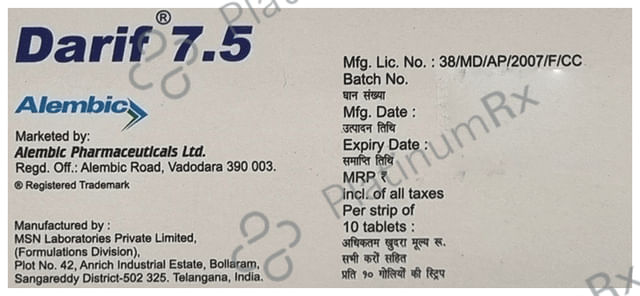 Darif® 7.5
Alembic
Marketed by:
Alembic Pharmaceuticals Ltd.
Regd. Off.: Alembic Road, Vadodara 390 003.
® Registered Trademark
Manufactured by :
MSN Laboratories Private Limited,
(Formulations Division),
Plot No. 42, Anrich Industrial Estate, Bollaram,
Sangareddy District-502 325. Telangana, India.
Mfg. Lic. No. : 38/MD/AP/2007/F/CC
Batch No.
घान संख्या
Mfg. Date :
उत्पादन तिथि
Expiry Date :
समाप्ति तिथि
MRP ₹
incl. of all taxes
Per strip of
10 tablets :
अधिकतम खुदरा मूल्य रू.
सभी करों सहित
प्रति १० गोलियों की स्ट्रिप
PlatinumRx